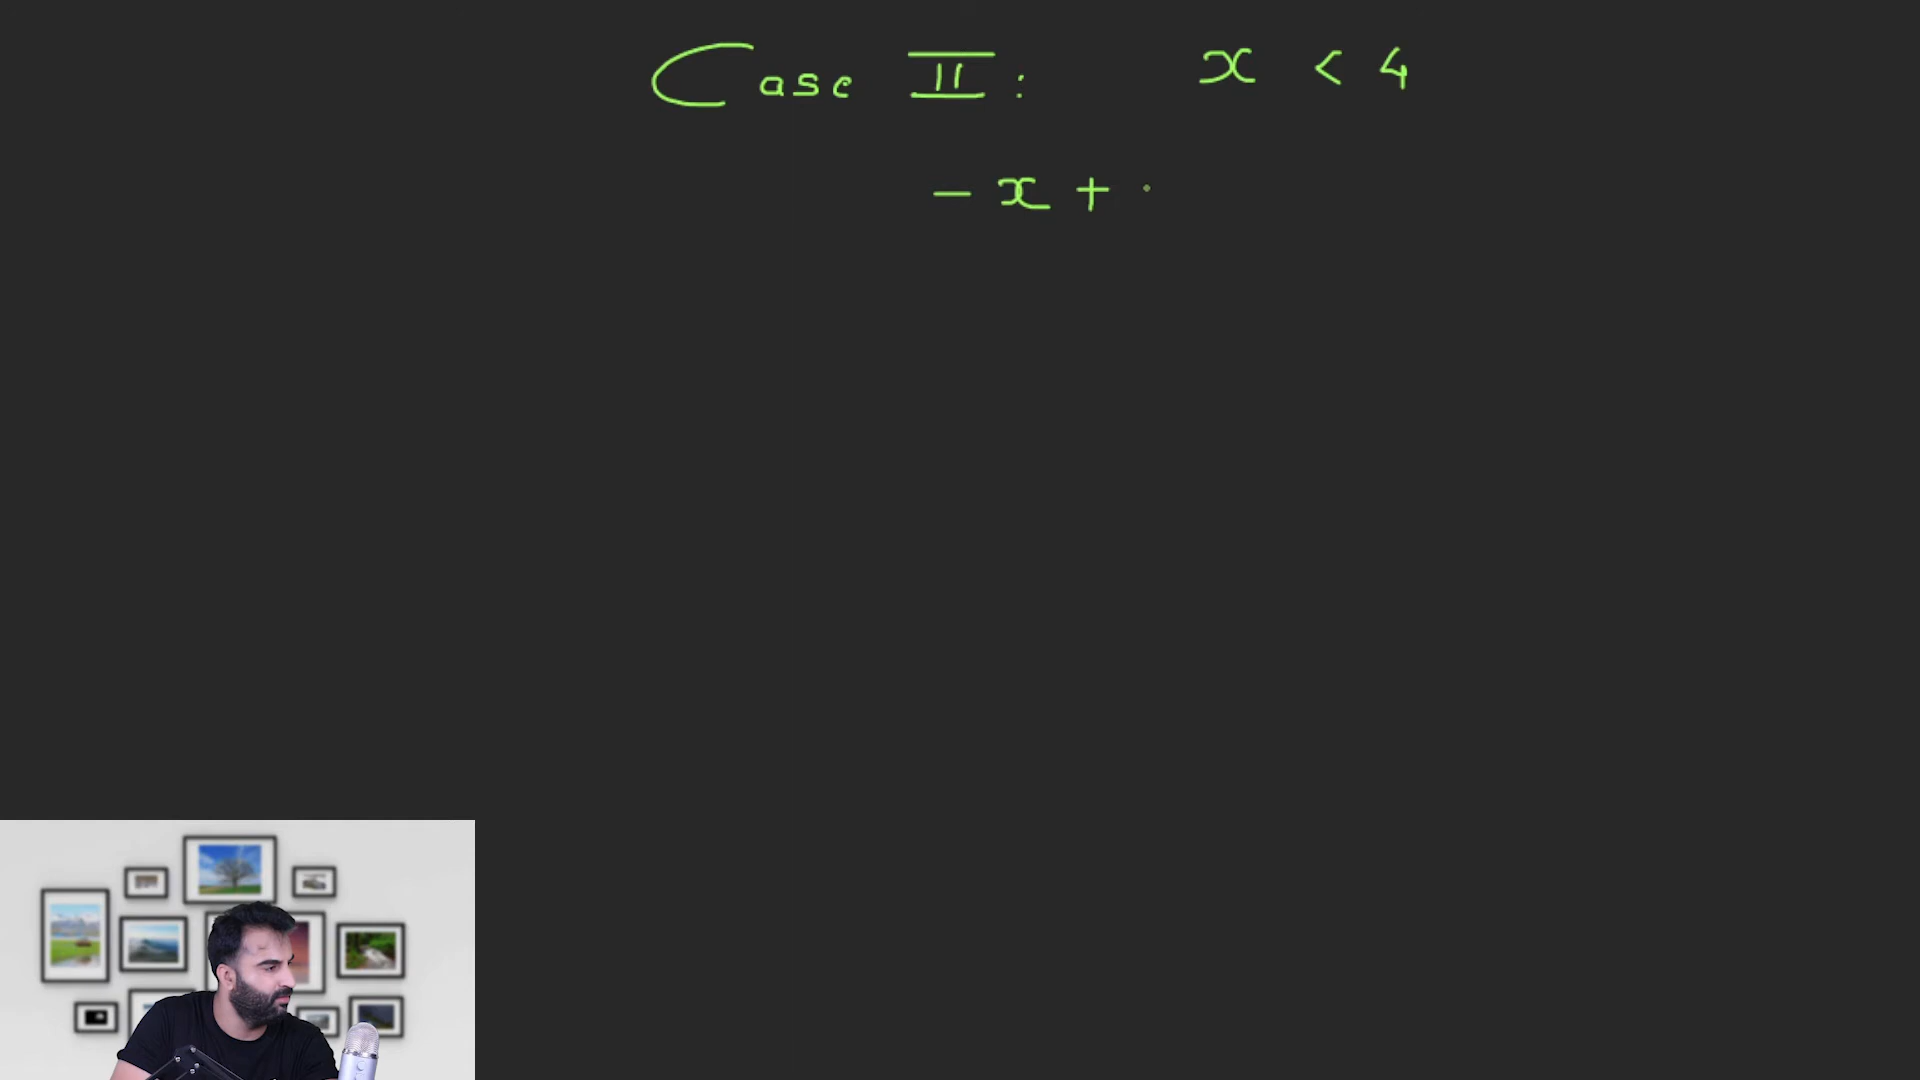 Case II: x < 4
- x +